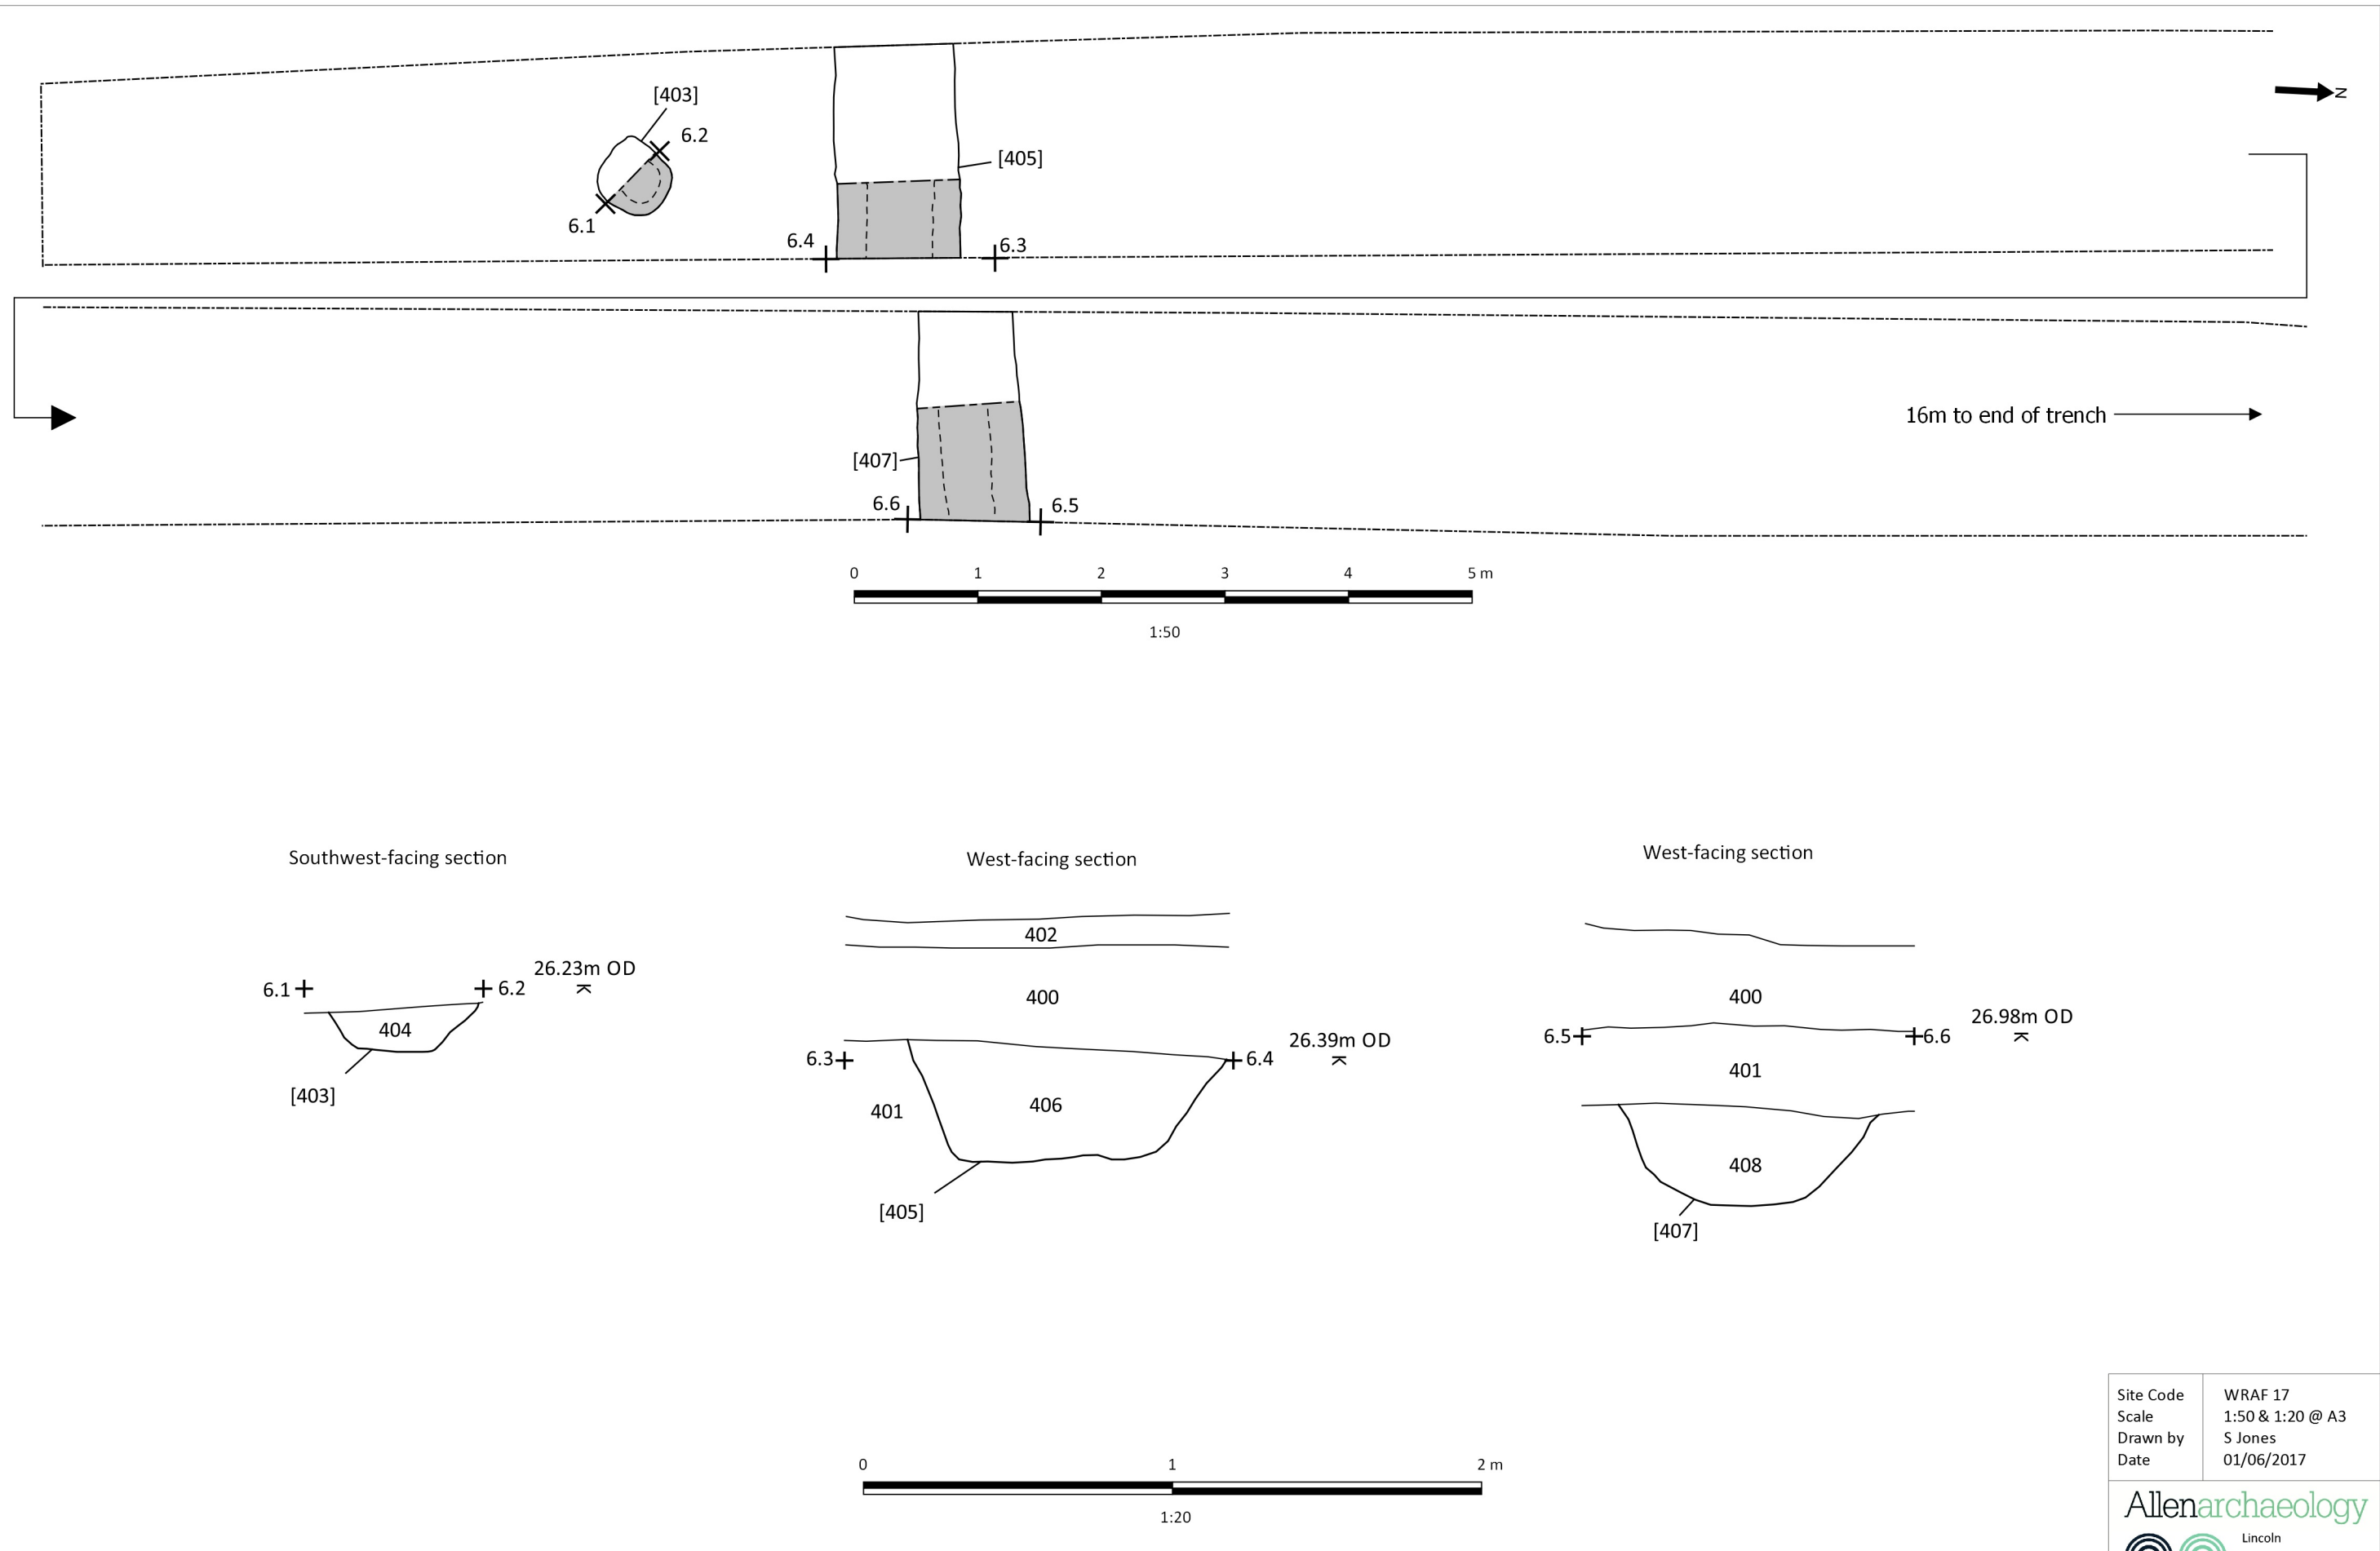 [403]
6.2
N
[405]
6.1
6.4
6.3
16m to end of trench
[407]
6.6
6.5
0 1 2 3 4 5 m
1:50
Southwest-facing section
West-facing section
West-facing section
402
26.23m OD
6.1
6.2
400
400
404
26.39m OD
26.98m OD
6.3
6.4
6.5
6.6
401
[403]
401
406
408
[405]
[407]
Site Code WRAF 17
Scale 1:50 & 1:20 @ A3
Drawn by S Jones
Date 01/06/2017
0 1 2 m
1:20
Allenarchaeology
Lincoln